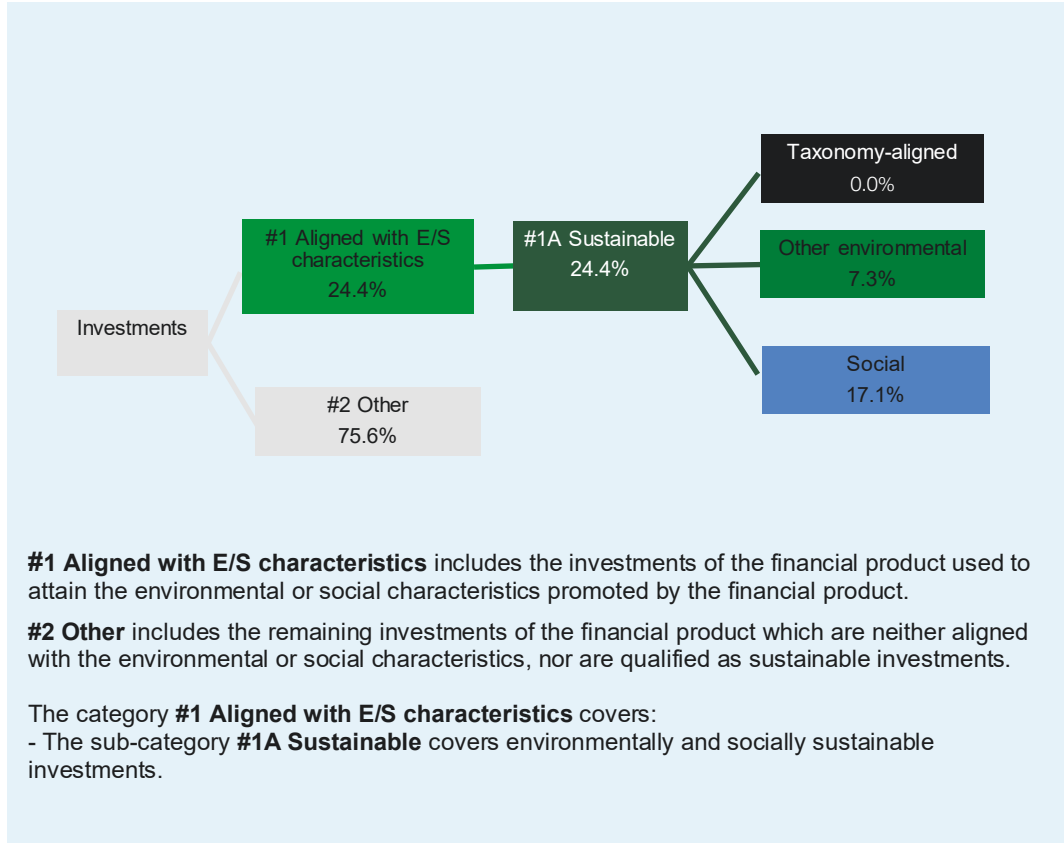 Taxonomy-aligned
0.0%
#1 Aligned with E/S
characteristics
24.4%
#1A Sustainable
24.4%
Other environmental
7.3%
Investments
Social
17.1%
#2 Other
75.6%
#1 Aligned with E/S characteristics includes the investments of the financial product used to
attain the environmental or social characteristics promoted by the financial product.
#2 Other includes the remaining investments of the financial product which are neither aligned
with the environmental or social characteristics, nor are qualified as sustainable investments.
The category #1 Aligned with E/S characteristics covers:
- The sub-category #1A Sustainable covers environmentally and socially sustainable
investments.